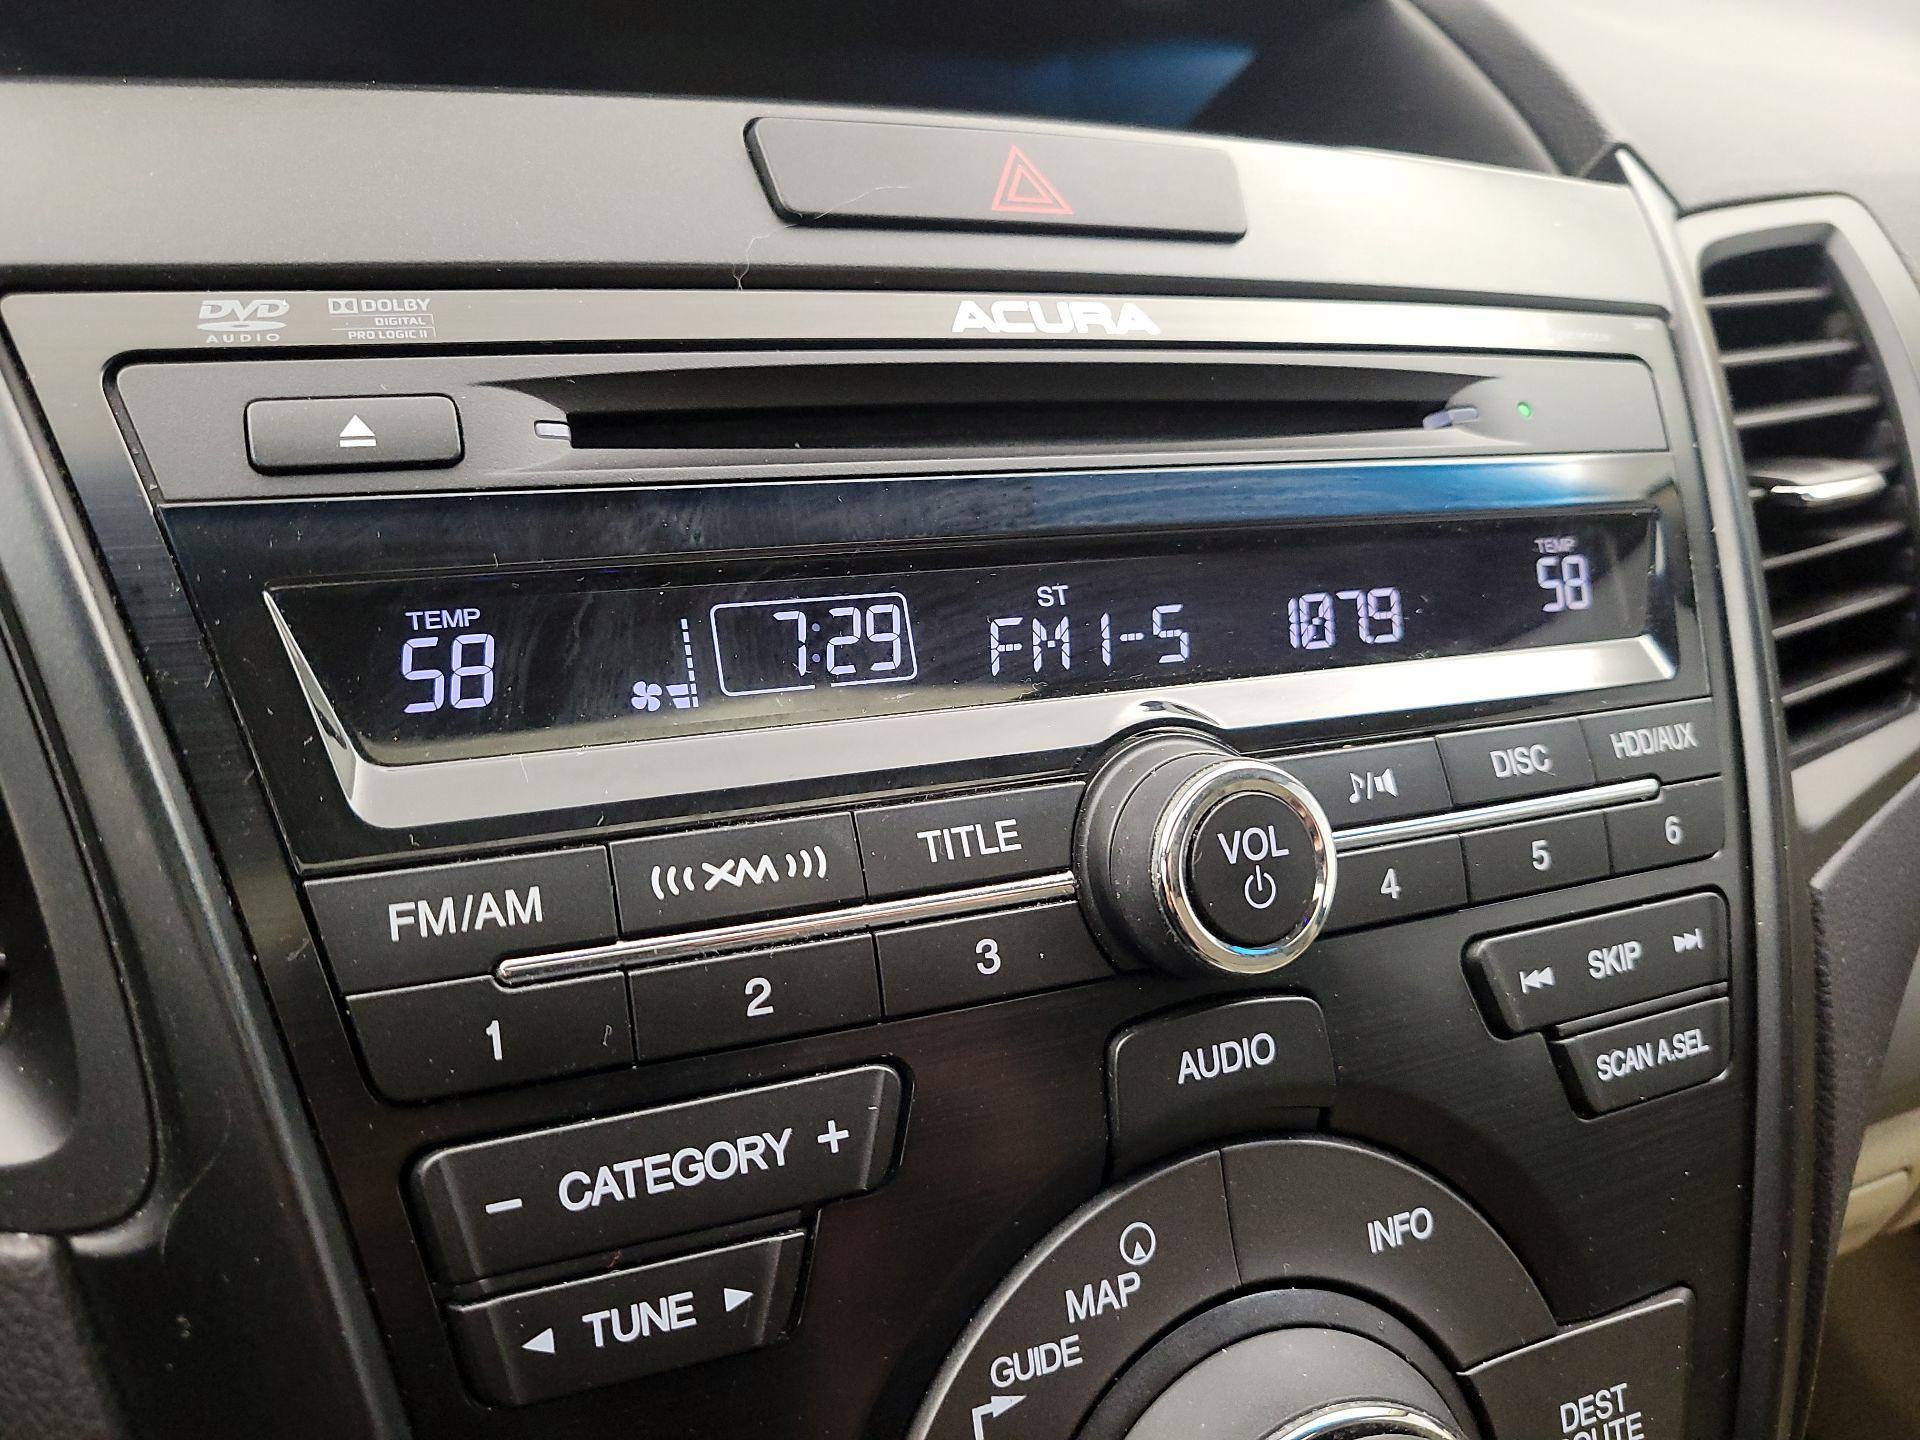 DVD
AUDIO
DOLBY
DIGITAL
PRO LOGIC II
ACURA
TEMP
58
7:29
ST
FM1-5
1079
TEMP
58
FM/AM
XM
TITLE
VOL
DISC
HDD/AUX
1
2
3
4
5
6
SKIP
SCAN A.SEL
AUDIO
- CATEGORY +
TUNE
MAP
GUIDE
INFO
DEST